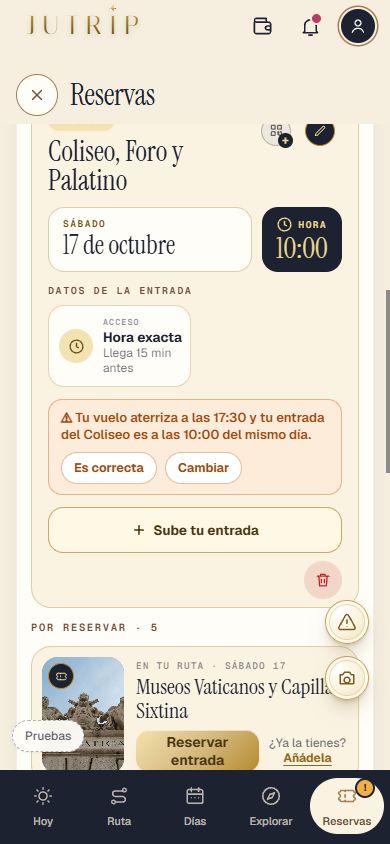 JUTRIP
Reservas
Coliseo, Foro y
Palatino
SÁBADO
17 de octubre
HORA
10:00
DATOS DE LA ENTRADA
ACCESO
Hora exacta
Llega 15 min
antes
⚠ Tu vuelo aterriza a las 17:30 y tu entrada
del Coliseo es a las 10:00 del mismo día.
Es correcta
Cambiar
+ Sube tu entrada
POR RESERVAR · 5
EN TU RUTA · SÁBADO 17
Museos Vaticanos y Capilla
Sixtina
Reservar
entrada
¿Ya la tienes?
Añádela
Pruebas
Hoy
Ruta
Días
Explorar
Reservas
!